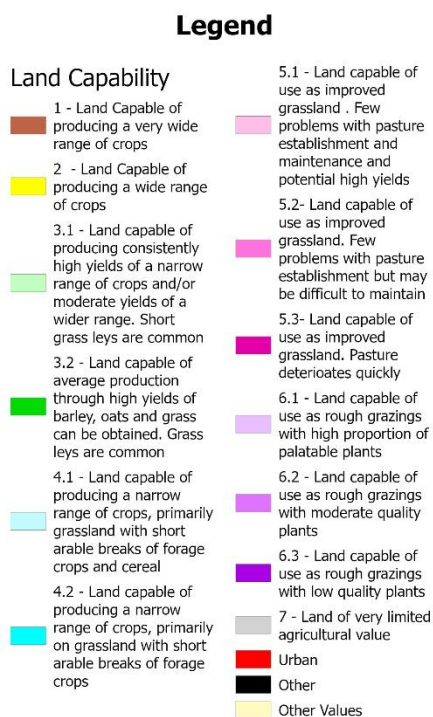 Legend
Land Capability
1 - Land Capable of
producing a very wide
range of crops
2  - Land Capable of
producing a wide range
of crops
3.1 - Land capable of
producing consistently
high yields of a narrow
range of crops and/or
moderate yields of a
wider range. Short
grass leys are common
3.2 - Land capable of
average production
through high yields of
barley, oats and grass
can be obtained. Grass
leys are common
4.1 - Land capable of
producing a narrow
range of crops, primarily
grassland with short
arable breaks of forage
crops and cereal
4.2 - Land capable of
producing a narrow
range of crops, primarily
on grassland with short
arable breaks of forage
crops
5.1 - Land capable of
use as improved
grassland . Few
problems with pasture
establishment and
maintenance and
potential high yields
5.2- Land capable of
use as improved
grassland. Few
problems with pasture
establishment but may
be difficult to maintain
5.3- Land capable of
use as improved
grassland. Pasture
deterioates quickly
6.1 - Land capable of
use as rough grazings
with high proportion of
palatable plants
6.2 - Land capable of
use as rough grazings
with moderate quality
plants
6.3 - Land capable of
use as rough grazings
with low quality plants
7 - Land of very limited
agricultural value
Urban
Other
Other Values